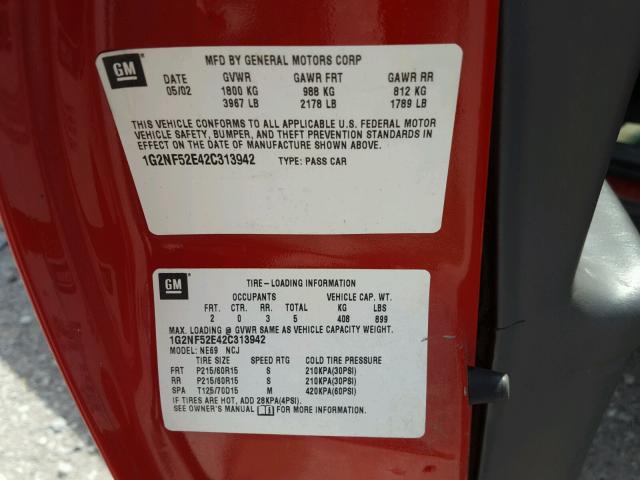 GM
MFD BY GENERAL MOTORS CORP
DATE GVWR GAWR FRT GAWR RR
05/02 1800 KG 988 KG 812 KG
3967 LB 2178 LB 1789 LB
THIS VEHICLE CONFORMS TO ALL APPLICABLE U.S. FEDERAL MOTOR
VEHICLE SAFETY, BUMPER, AND THEFT PREVENTION STANDARDS IN
EFFECT ON THE DATE OF MANUFACTURE SHOWN ABOVE.
1G2NF52E42C313942 TYPE: PASS CAR
GM
TIRE-LOADING INFORMATION
OCCUPANTS VEHICLE CAP. WT.
FRT. CTR. RR. TOTAL KG LBS
2 0 3 5 408 899
MAX. LOADING @ GVWR SAME AS VEHICLE CAPACITY WEIGHT.
1G2NF52E42C313942
MODEL: NE69 NCJ
TIRE SIZE SPEED RTG COLD TIRE PRESSURE
FRT P215/60R15 S 210KPA(30PSI)
RR P215/60R15 S 210KPA(30PSI)
SPA T125/70D15 M 420KPA(60PSI)
IF TIRES ARE HOT, ADD 28KPA(4PSI).
SEE OWNER'S MANUAL FOR MORE INFORMATION.